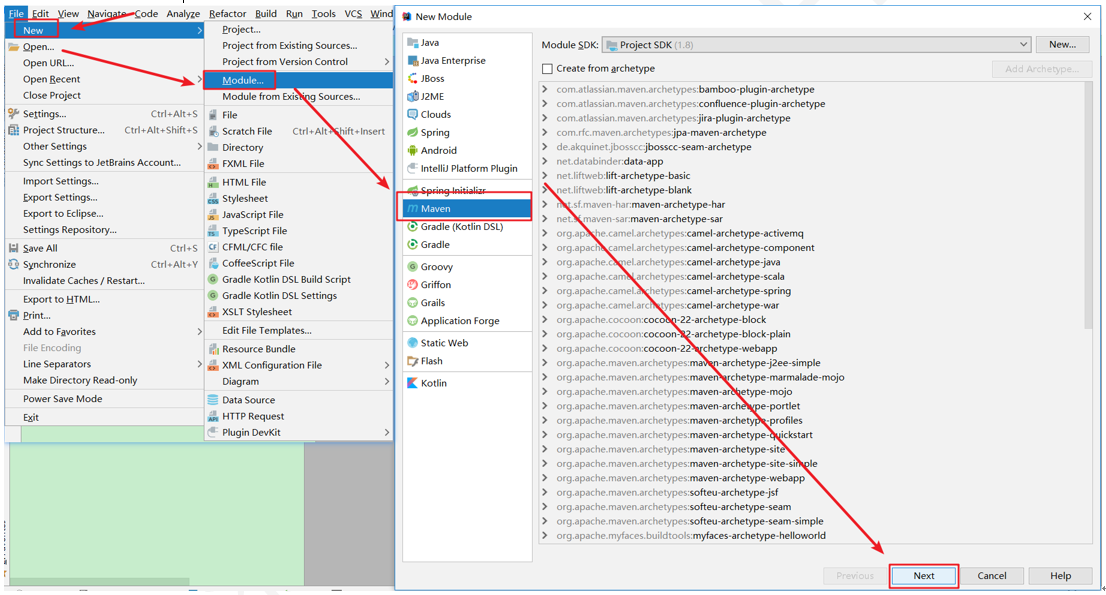 File Edit View Navigate Code Analyze Refactor Build Run Tools VCS Wind
New
Open...
Open URL...
Open Recent
Close Project
Settings... Ctrl+Alt+S
Project Structure... Ctrl+Alt+Shift+S
Other Settings
Sync Settings to JetBrains Account...
Import Settings...
Export Settings...
Export to Eclipse...
Settings Repository...
Save All Ctrl+S
Synchronize Ctrl+Alt+Y
Invalidate Caches / Restart...
Export to HTML...
Print...
Add to Favorites
File Encoding
Line Separators
Make Directory Read-only
Power Save Mode
Exit
Project...
Project from Existing Sources...
Project from Version Control
Module...
Module from Existing Sources...
File
Scratch File Ctrl+Alt+Shift+Insert
Directory
FXML File
HTML File
Stylesheet
JavaScript File
TypeScript File
CFML/CFC file
CoffeeScript File
Gradle Kotlin DSL Build Script
Gradle Kotlin DSL Settings
XSLT Stylesheet
Edit File Templates...
Resource Bundle
XML Configuration File
Diagram
Data Source
HTTP Request
Plugin DevKit
New Module
Java
Java Enterprise
JBoss
J2ME
Clouds
Spring
Android
IntelliJ Platform Plugin
Spring Initializr
Maven
Gradle (Kotlin DSL)
Gradle
Groovy
Griffon
Grails
Application Forge
Static Web
Flash
Kotlin
Module SDK: Project SDK (1.8) New...
Create from archetype Add Archetype...
com.atlassian.maven.archetypes:bamboo-plugin-archetype
com.atlassian.maven.archetypes:confluence-plugin-archetype
com.atlassian.maven.archetypes:jira-plugin-archetype
com.rfc.maven.archetypes:jpa-maven-archetype
de.akquinet.jbosscc:jbosscc-seam-archetype
net.databinder:data-app
net.liftweb:lift-archetype-basic
net.liftweb:lift-archetype-blank
net.sf.maven-har:maven-archetype-har
net.sf.maven-sar:maven-archetype-sar
org.apache.camel.archetypes:camel-archetype-activemq
org.apache.camel.archetypes:camel-archetype-component
org.apache.camel.archetypes:camel-archetype-java
org.apache.camel.archetypes:camel-archetype-scala
org.apache.camel.archetypes:camel-archetype-spring
org.apache.camel.archetypes:camel-archetype-war
org.apache.cocoon:cocoon-22-archetype-block
org.apache.cocoon:cocoon-22-archetype-block-plain
org.apache.cocoon:cocoon-22-archetype-webapp
org.apache.maven.archetypes:maven-archetype-j2ee-simple
org.apache.maven.archetypes:maven-archetype-marmalade-mojo
org.apache.maven.archetypes:maven-archetype-mojo
org.apache.maven.archetypes:maven-archetype-portlet
org.apache.maven.archetypes:maven-archetype-profiles
org.apache.maven.archetypes:maven-archetype-quickstart
org.apache.maven.archetypes:maven-archetype-site
org.apache.maven.archetypes:maven-archetype-site-simple
org.apache.maven.archetypes:maven-archetype-webapp
org.apache.maven.archetypes:softeu-archetype-jsf
org.apache.maven.archetypes:softeu-archetype-seam
org.apache.maven.archetypes:softeu-archetype-seam-simple
org.apache.myfaces.buildtools:myfaces-archetype-helloworld
Previous Next Cancel Help